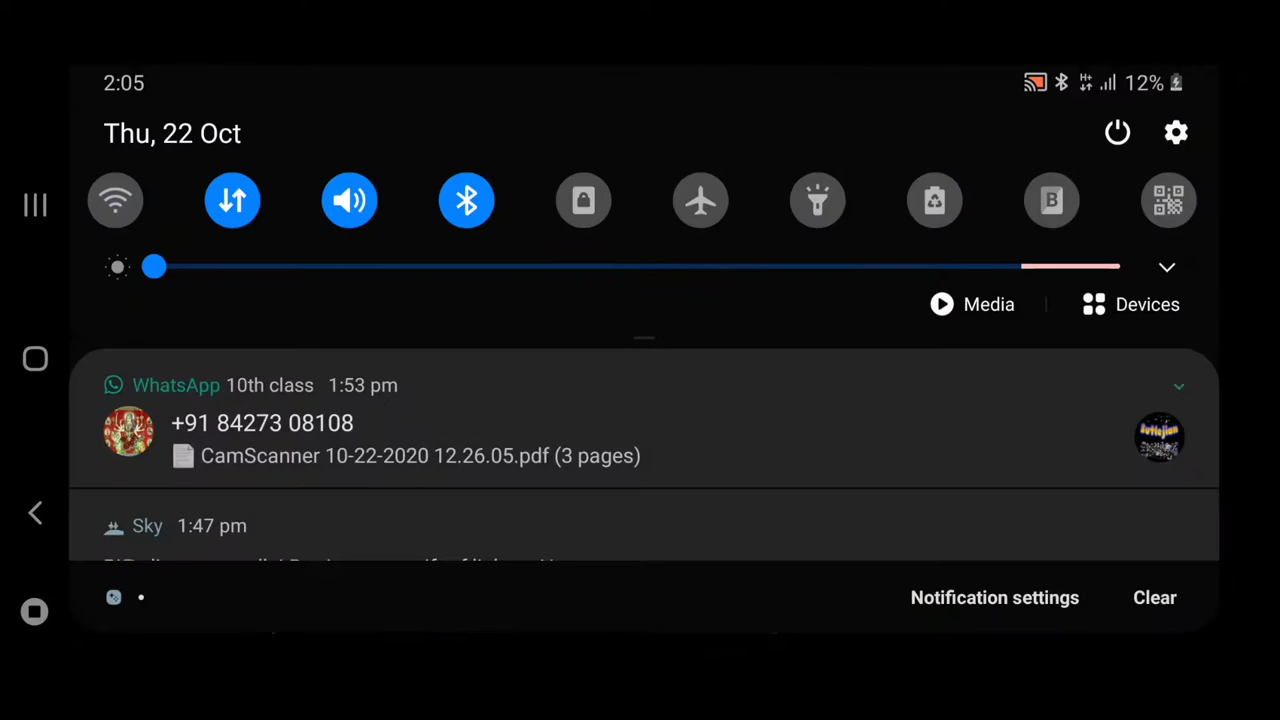 2:05
H+ 12%
Thu, 22 Oct
B
Media
Devices
WhatsApp 10th class 1:53 pm
+91 84273 08108
CamScanner 10-22-2020 12.26.05.pdf (3 pages)
Sky 1:47 pm
Notification settings
Clear